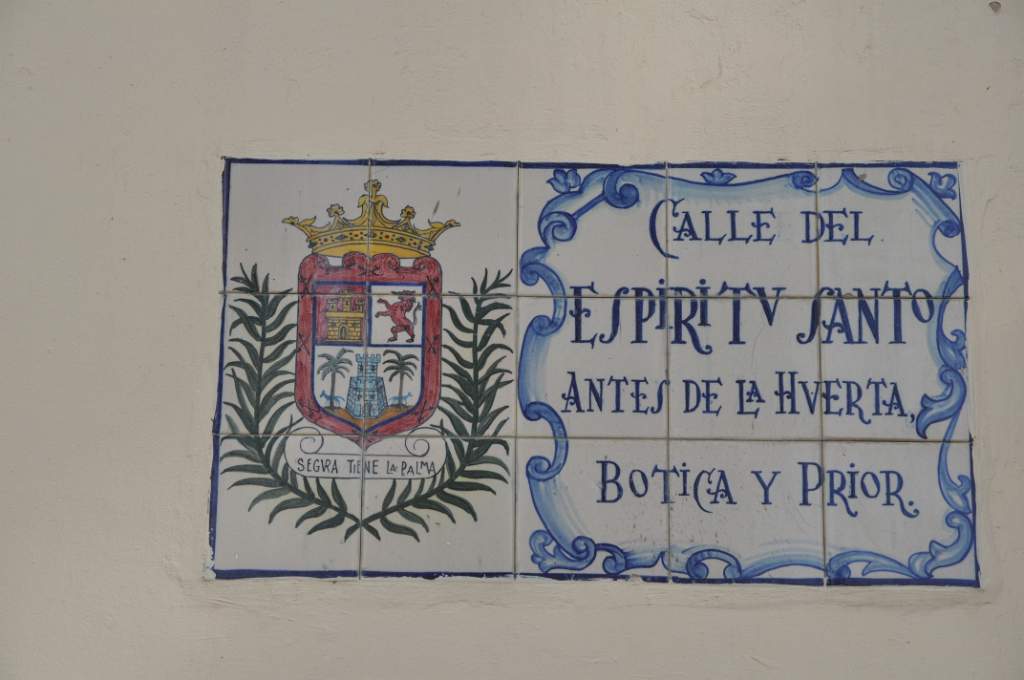 SEGVRA TIENE LA PALMA
CALLE DEL
ESPIRITV SANTO
ANTES DE LA HVERTA,
BOTICA Y PRIOR.